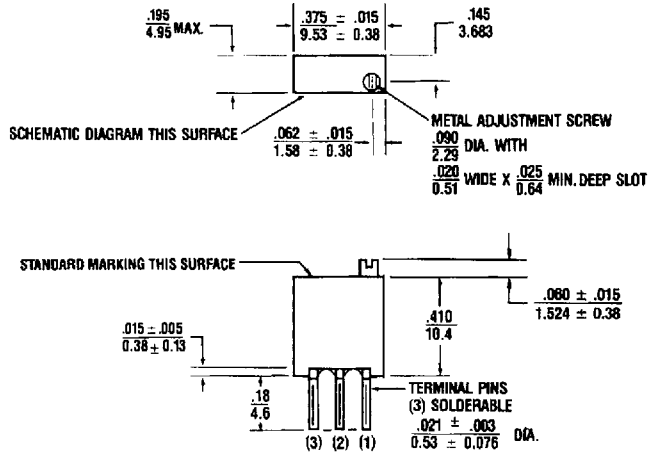 .195
4.95 MAX.
.375 ± .015
9.53 ± 0.38
.145
3.683
SCHEMATIC DIAGRAM THIS SURFACE
.062 ± .015
1.58 ± 0.38
METAL ADJUSTMENT SCREW
.090
2.29 DIA. WITH
.020
0.51 WIDE X .025
0.64 MIN. DEEP SLOT
STANDARD MARKING THIS SURFACE
.060 ± .015
1.524 ± 0.38
.410
10.4
.015 ± .005
0.38 ± 0.13
.18
4.6
TERMINAL PINS
(3) SOLDERABLE
.021 ± .003
0.53 ± 0.076 DIA.
(3) (2) (1)